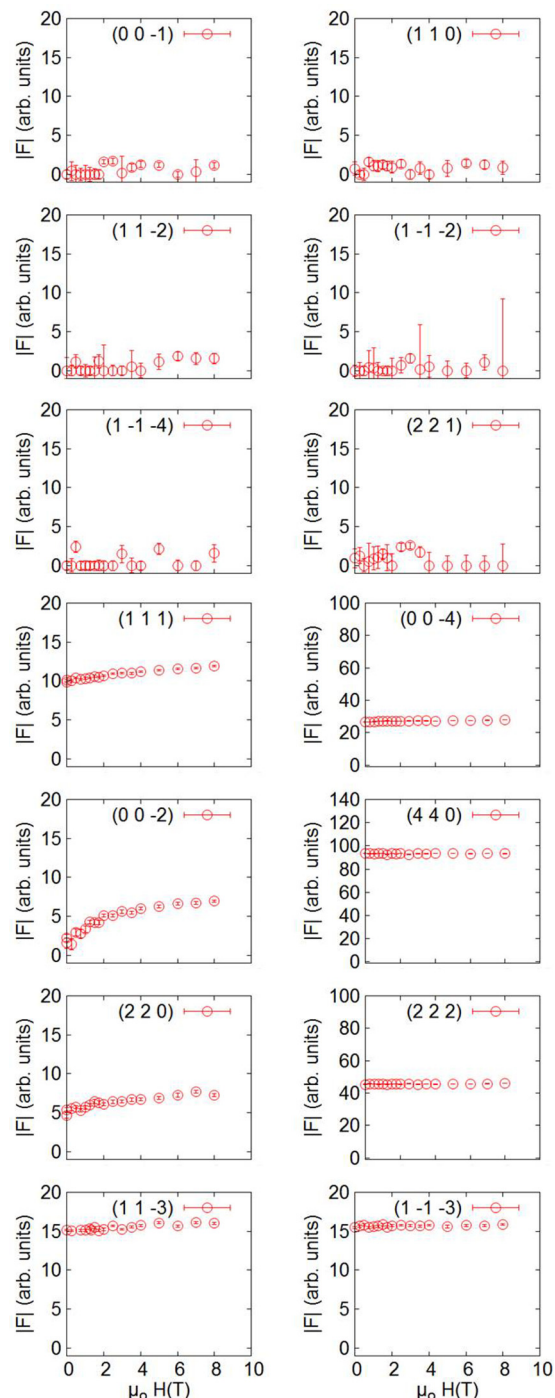 (0 0 -1)
|F| (arb. units)
20
15
10
5
0
(1 1 0)
|F| (arb. units)
20
15
10
5
0
(1 1 -2)
|F| (arb. units)
20
15
10
5
0
(1 -1 -2)
|F| (arb. units)
20
15
10
5
0
(1 -1 -4)
|F| (arb. units)
20
15
10
5
0
(2 2 1)
|F| (arb. units)
20
15
10
5
0
(1 1 1)
|F| (arb. units)
20
15
10
5
0
(0 0 -4)
|F| (arb. units)
100
80
60
40
20
0
(0 0 -2)
|F| (arb. units)
20
15
10
5
0
(4 4 0)
|F| (arb. units)
140
120
100
80
60
40
20
0
(2 2 0)
|F| (arb. units)
20
15
10
5
0
(2 2 2)
|F| (arb. units)
100
80
60
40
20
0
(1 1 -3)
|F| (arb. units)
20
15
10
5
0
0 2 4 6 8 10
μ₀ H(T)
(1 -1 -3)
|F| (arb. units)
20
15
10
5
0
0 2 4 6 8 10
μ₀ H(T)